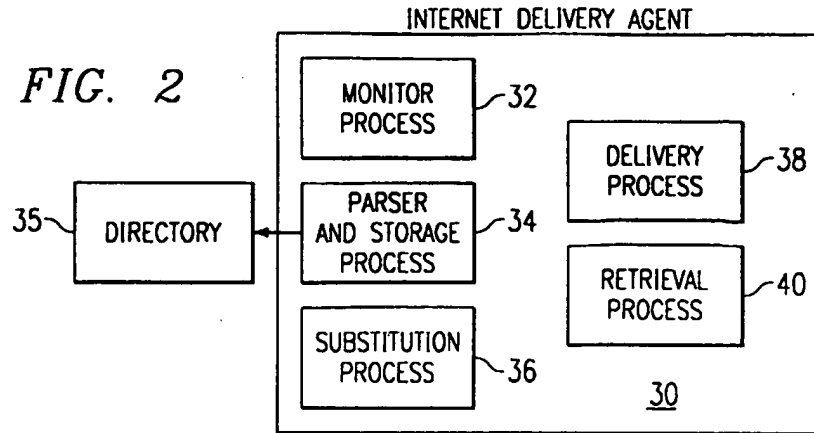 INTERNET DELIVERY AGENT
FIG. 2
MONITOR
PROCESS
32
DELIVERY
PROCESS
38
35
DIRECTORY
PARSER
AND STORAGE
PROCESS
34
RETRIEVAL
PROCESS
40
SUBSTITUTION
PROCESS
36
30